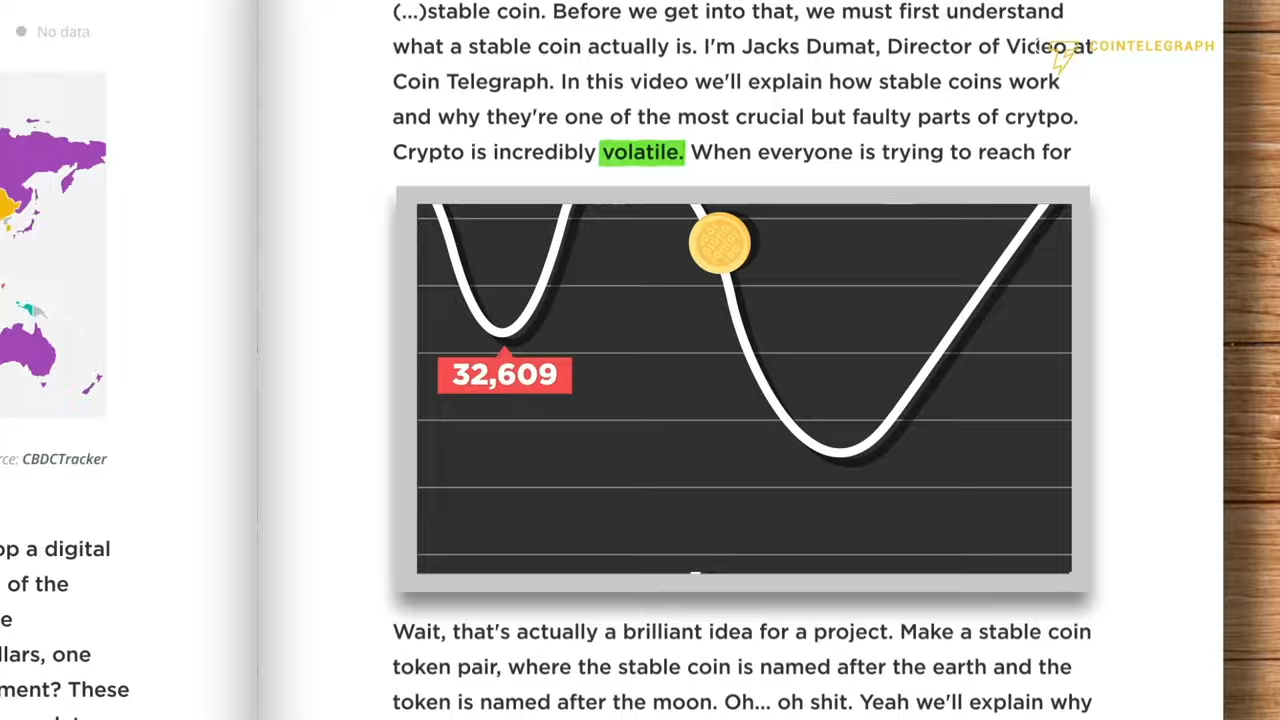 No data
rce: CBDCTracker
op a digital
of the
e
llars, one
ment? These
(...)stable coin. Before we get into that, we must first understand
what a stable coin actually is. I'm Jacks Dumat, Director of Video at
Coin Telegraph. In this video we'll explain how stable coins work
and why they're one of the most crucial but faulty parts of crytpo.
Crypto is incredibly volatile. When everyone is trying to reach for
COINTELEGRAPH
32,609
Wait, that's actually a brilliant idea for a project. Make a stable coin
token pair, where the stable coin is named after the earth and the
token is named after the moon. Oh... oh shit. Yeah we'll explain why